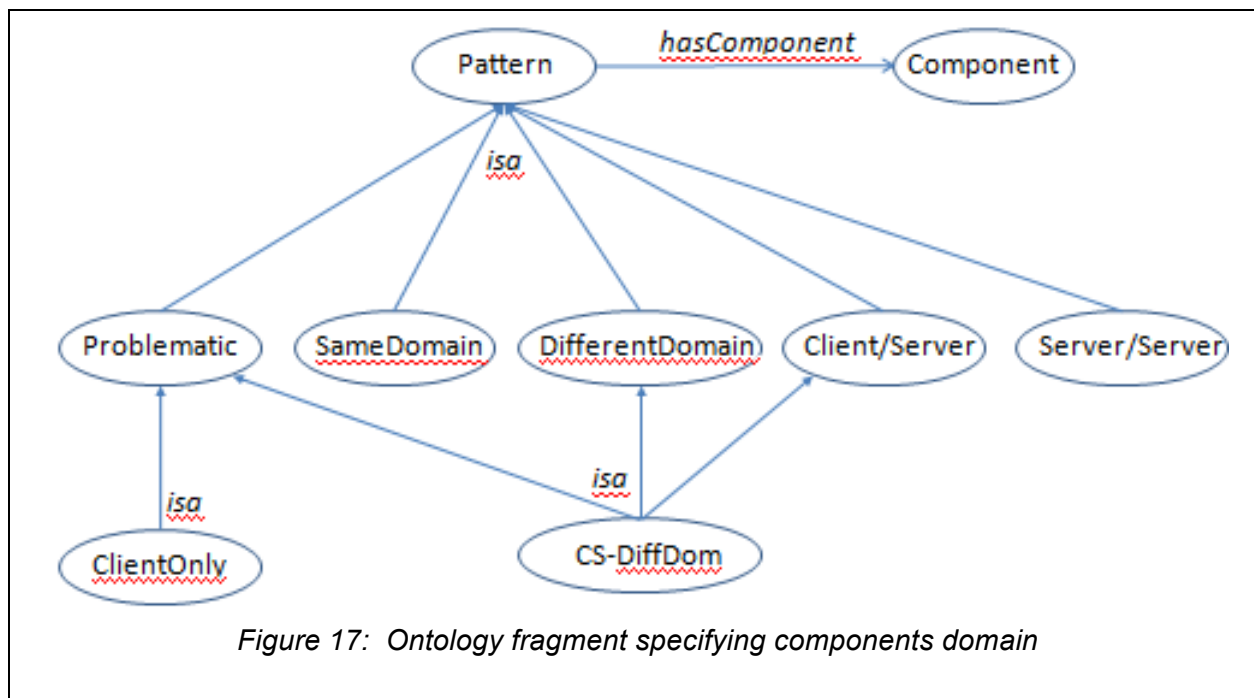 hasComponent
Pattern
Component
isa
Problematic
SameDomain
DifferentDomain
Client/Server
Server/Server
isa
isa
ClientOnly
CS-DiffDom
Figure 17: Ontology fragment specifying components domain